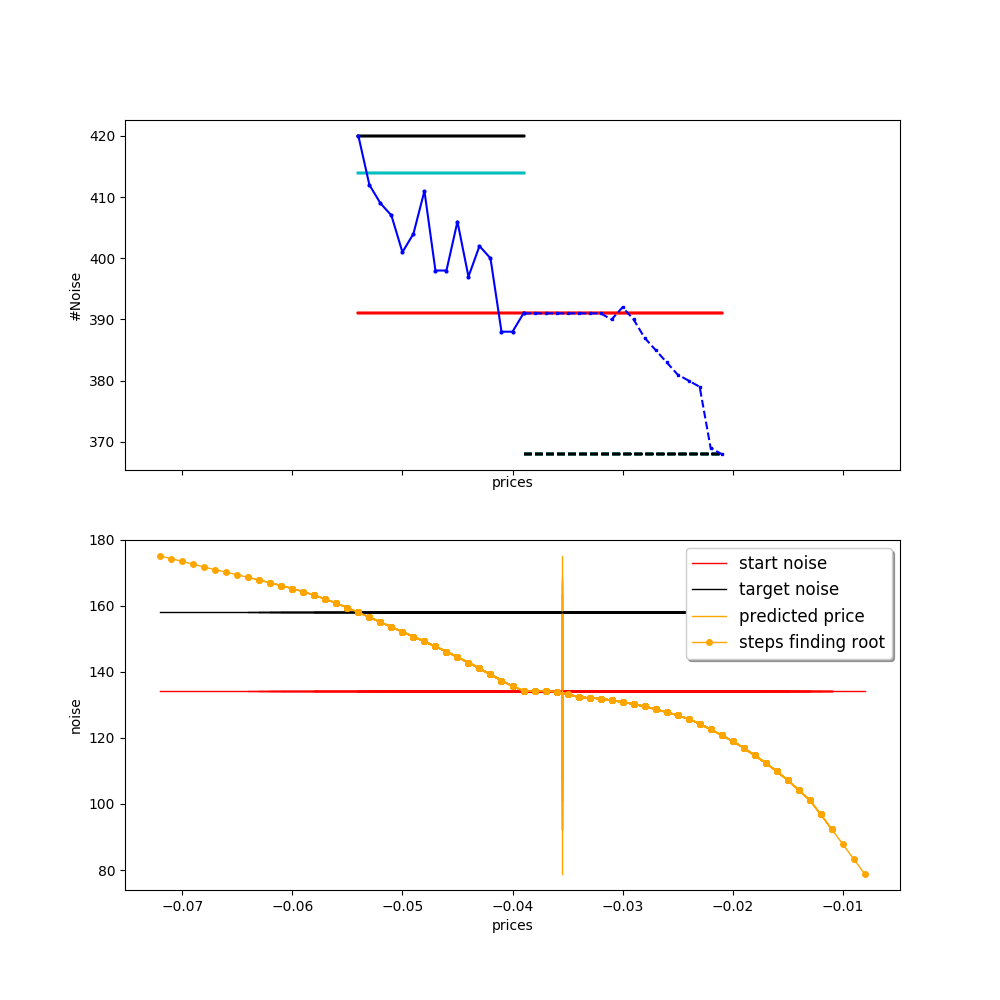 420
410
400
390
380
370
#Noise
prices
180
160
140
120
100
80
noise
start noise
target noise
predicted price
steps finding root
−0.07 −0.06 −0.05 −0.04 −0.03 −0.02 −0.01
prices